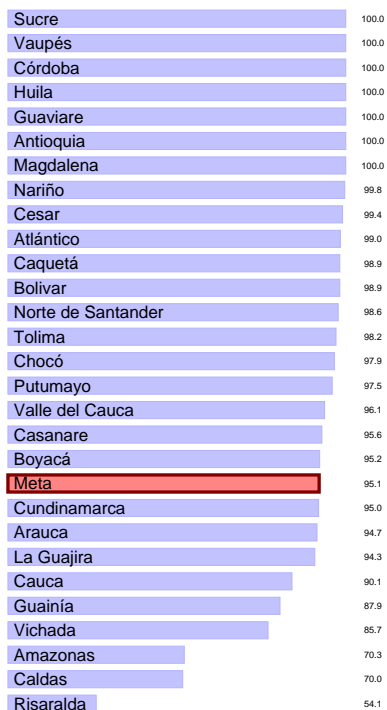 Sucre 100.0
Vaupés 100.0
Córdoba 100.0
Huila 100.0
Guaviare 100.0
Antioquia 100.0
Magdalena 100.0
Nariño 99.8
Cesar 99.4
Atlántico 99.0
Caquetá 98.9
Bolivar 98.9
Norte de Santander 98.6
Tolima 98.2
Chocó 97.9
Putumayo 97.5
Valle del Cauca 96.1
Casanare 95.6
Boyacá 95.2
Meta 95.1
Cundinamarca 95.0
Arauca 94.7
La Guajira 94.3
Cauca 90.1
Guainía 87.9
Vichada 85.7
Amazonas 70.3
Caldas 70.0
Risaralda 54.1